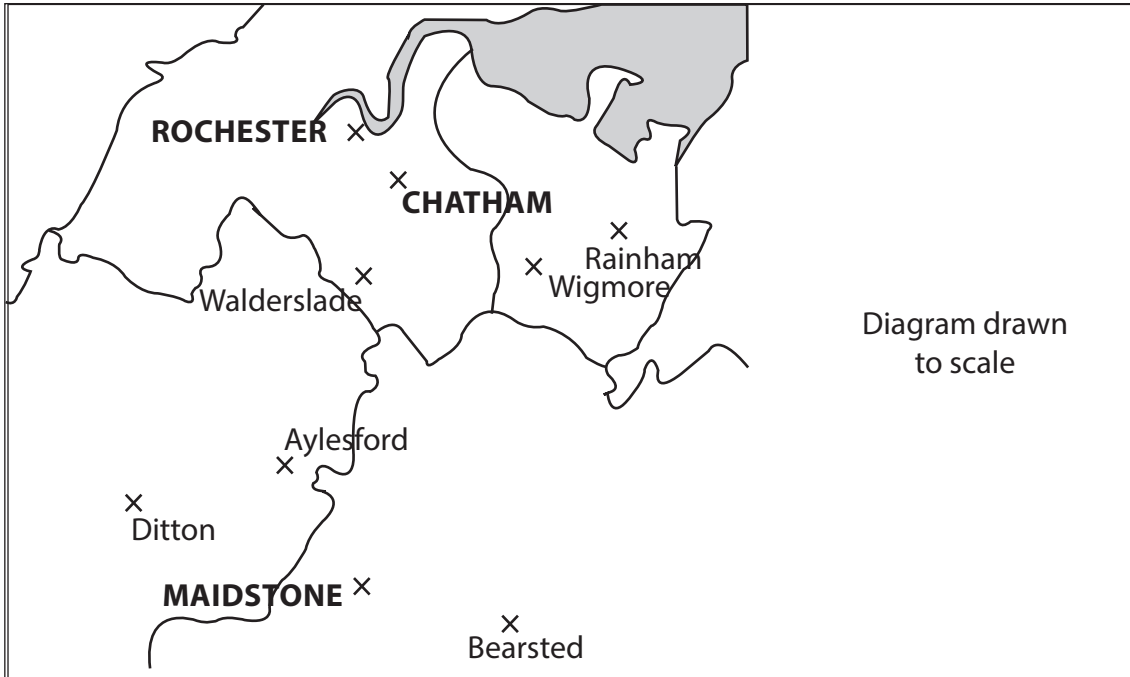 ROCHESTER
CHATHAM
Rainham
Wigmore
Walderslade
Diagram drawn
to scale
Aylesford
Ditton
MAIDSTONE
Bearsted